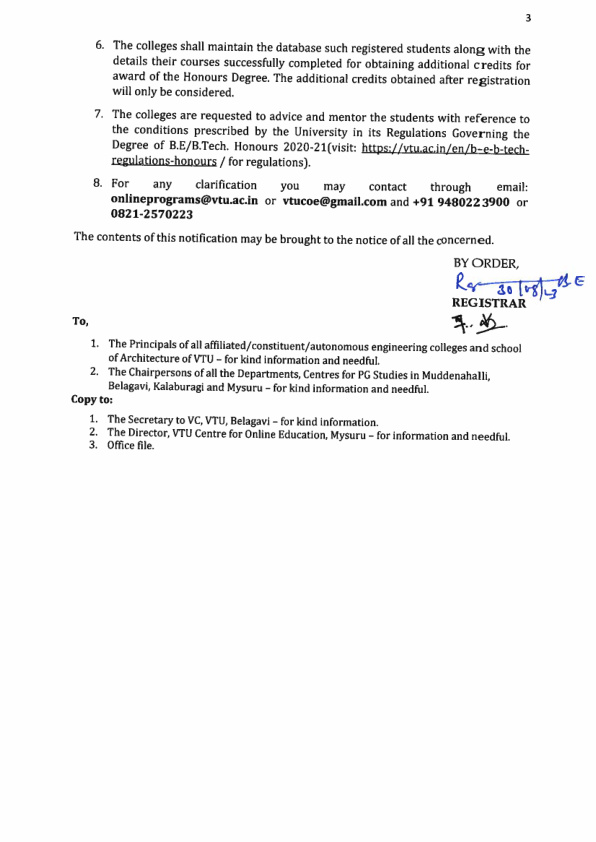 3
6. The colleges shall maintain the database such registered students along with the
details their courses successfully completed for obtaining additional credits for
award of the Honours Degree. The additional credits obtained after registration
will only be considered.
7. The colleges are requested to advice and mentor the students with reference to
the conditions prescribed by the University in its Regulations Governing the
Degree of B.E/B.Tech. Honours 2020-21(visit: https://vtu.ac.in/en/b-e-b-tech-
regulations-honours / for regulations).
8. For any clarification you may contact through email:
onlineprograms@vtu.ac.in or vtucoe@gmail.com and +91 9480223900 or
0821-2570223
The contents of this notification may be brought to the notice of all the concerned.
BY ORDER,
30/08/23
REGISTRAR
To,
1. The Principals of all affiliated/constituent/autonomous engineering colleges and school
of Architecture of VTU – for kind information and needful.
2. The Chairpersons of all the Departments, Centres for PG Studies in Muddenahalli,
Belagavi, Kalaburagi and Mysuru – for kind information and needful.
Copy to:
1. The Secretary to VC, VTU, Belagavi – for kind information.
2. The Director, VTU Centre for Online Education, Mysuru – for information and needful.
3. Office file.